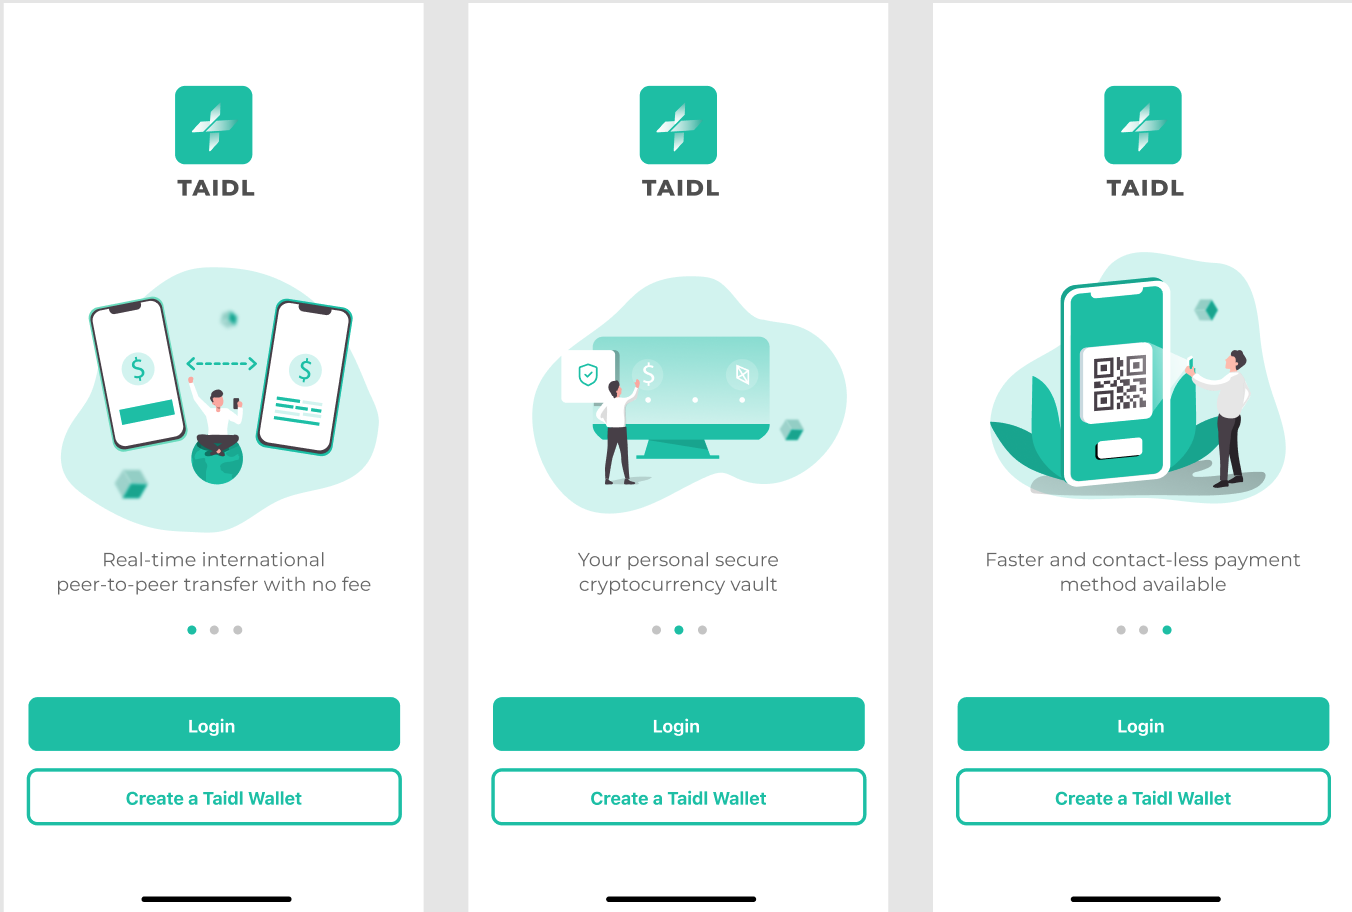 TAIDL
$
$
Real-time international
peer-to-peer transfer with no fee
Login
Create a Taidl Wallet
TAIDL
$
Your personal secure
cryptocurrency vault
Login
Create a Taidl Wallet
TAIDL
Faster and contact-less payment
method available
Login
Create a Taidl Wallet